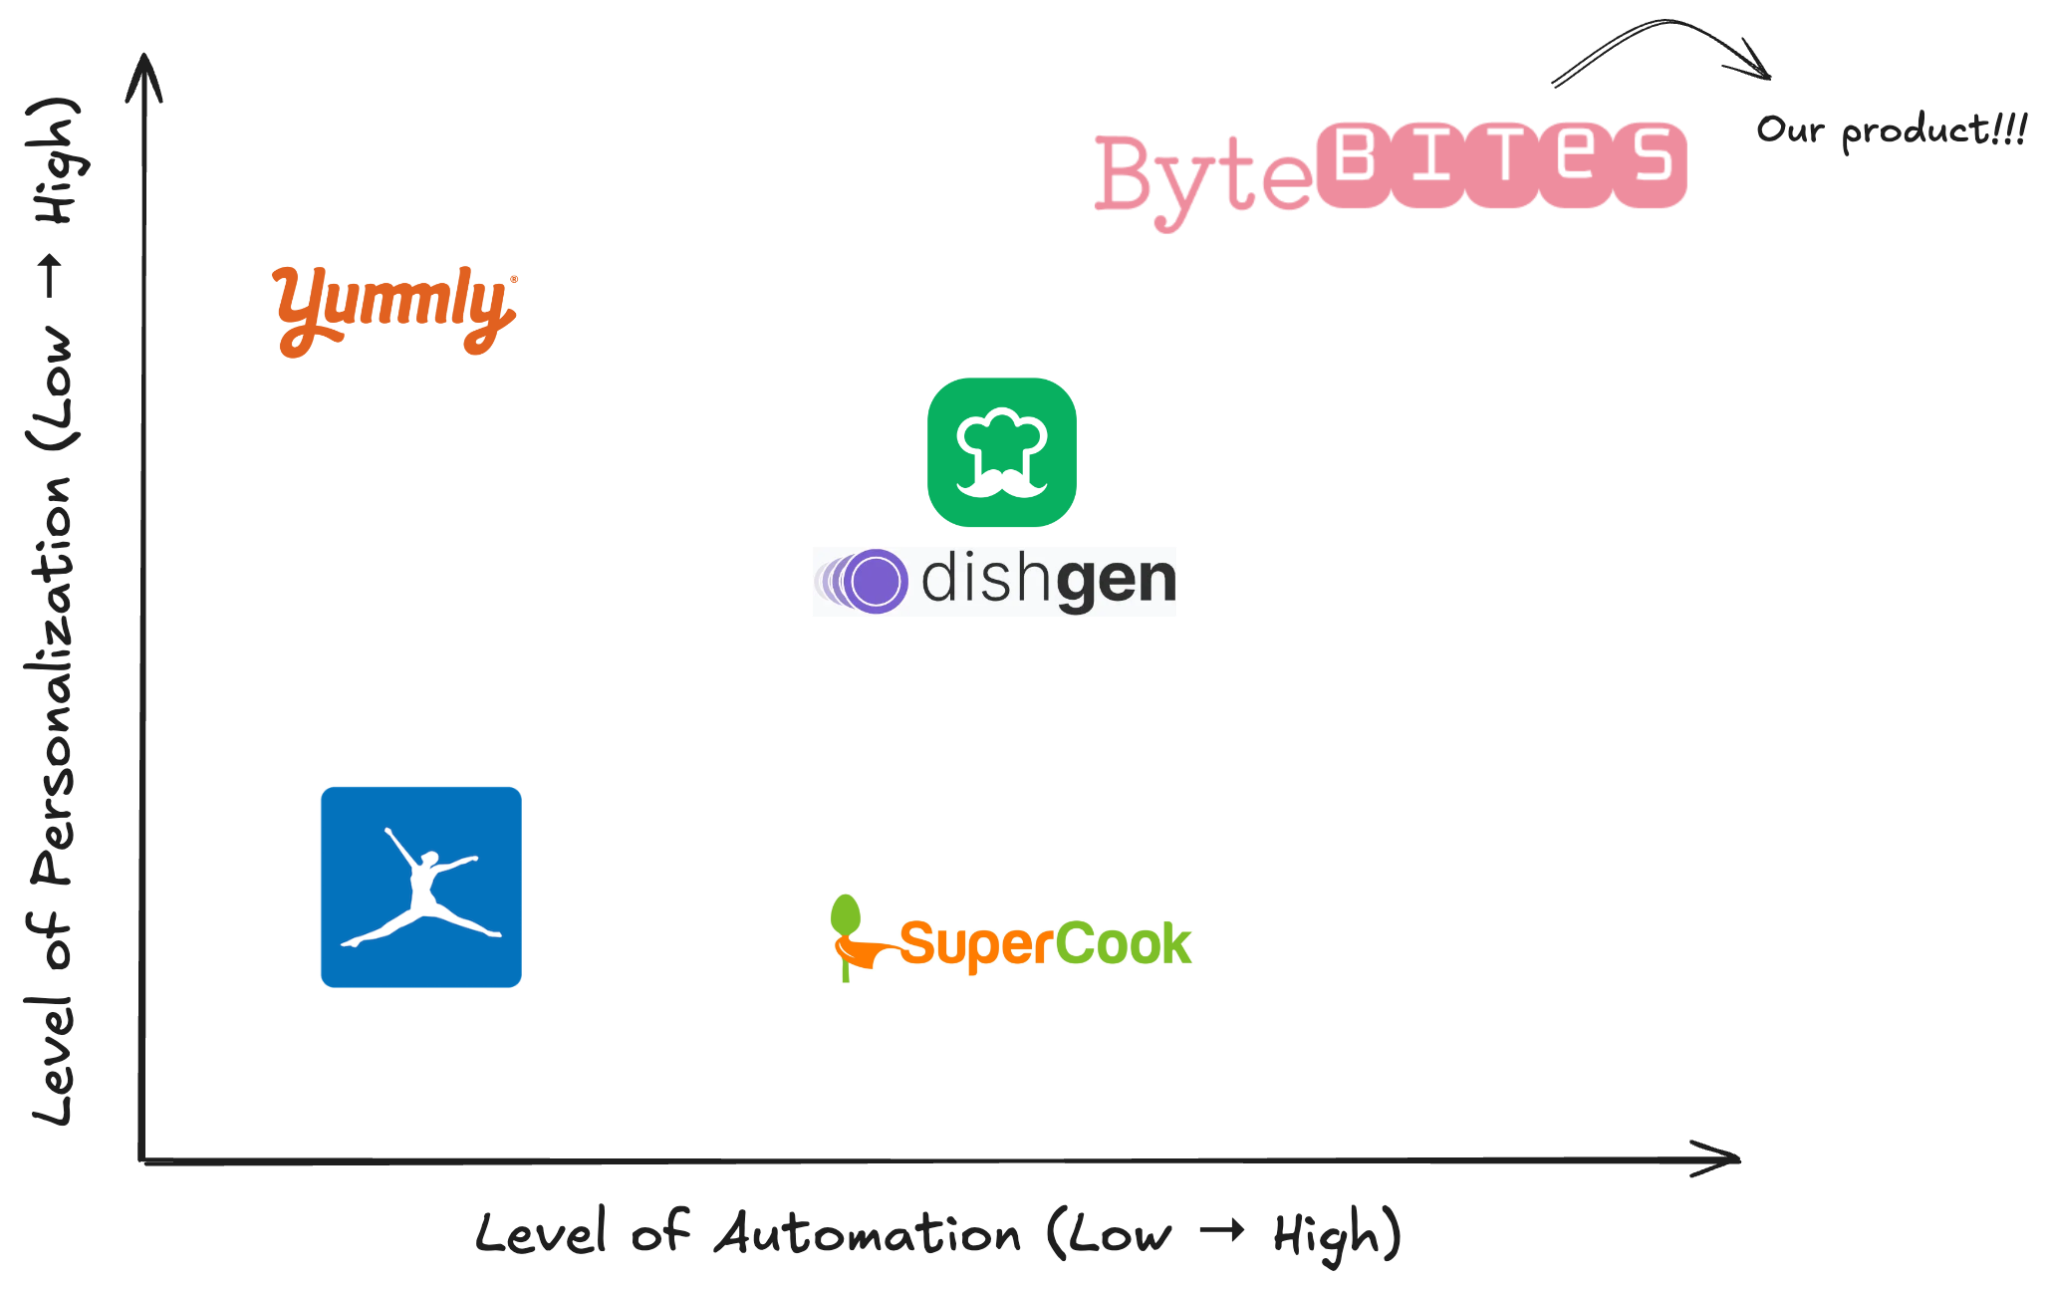 Our product!!!
ByteBITeS
Level of Personalization (Low → High)
Yummly®
dishgen
SuperCook
Level of Automation (Low → High)